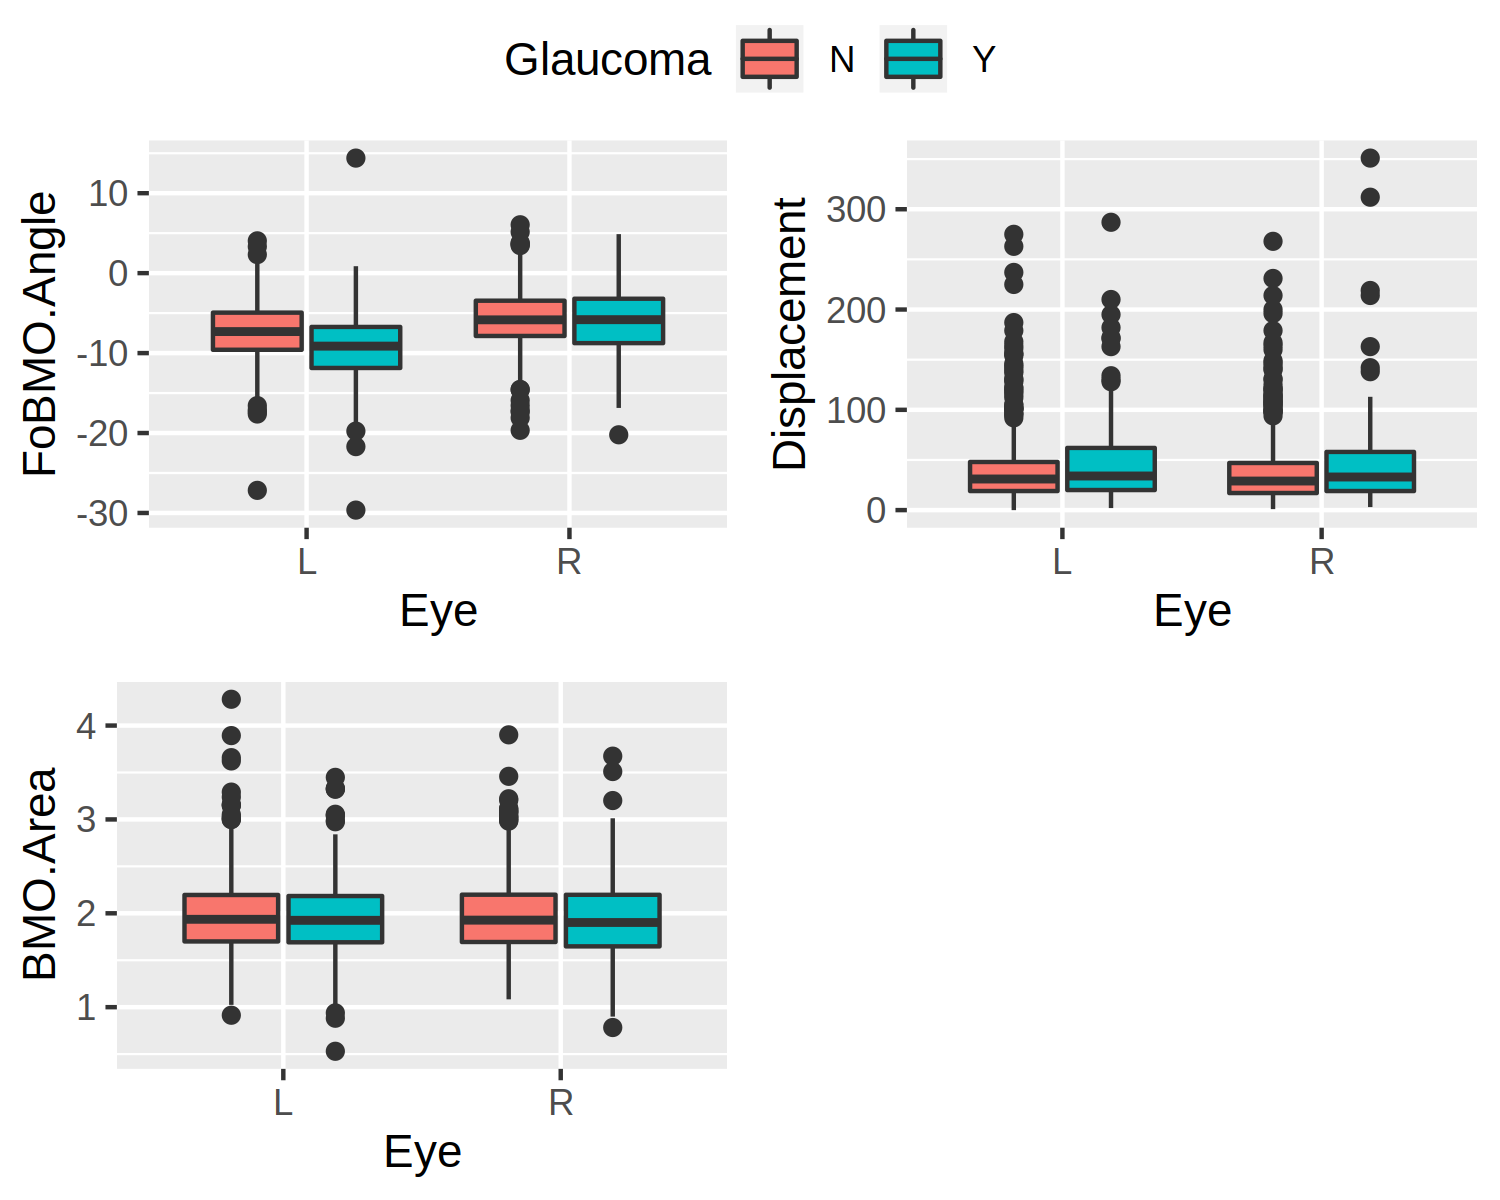 Glaucoma N Y
FoBMO.Angle
10
0
-10
-20
-30
L R
Eye
Displacement
300
200
100
0
L R
Eye
BMO.Area
4
3
2
1
L R
Eye